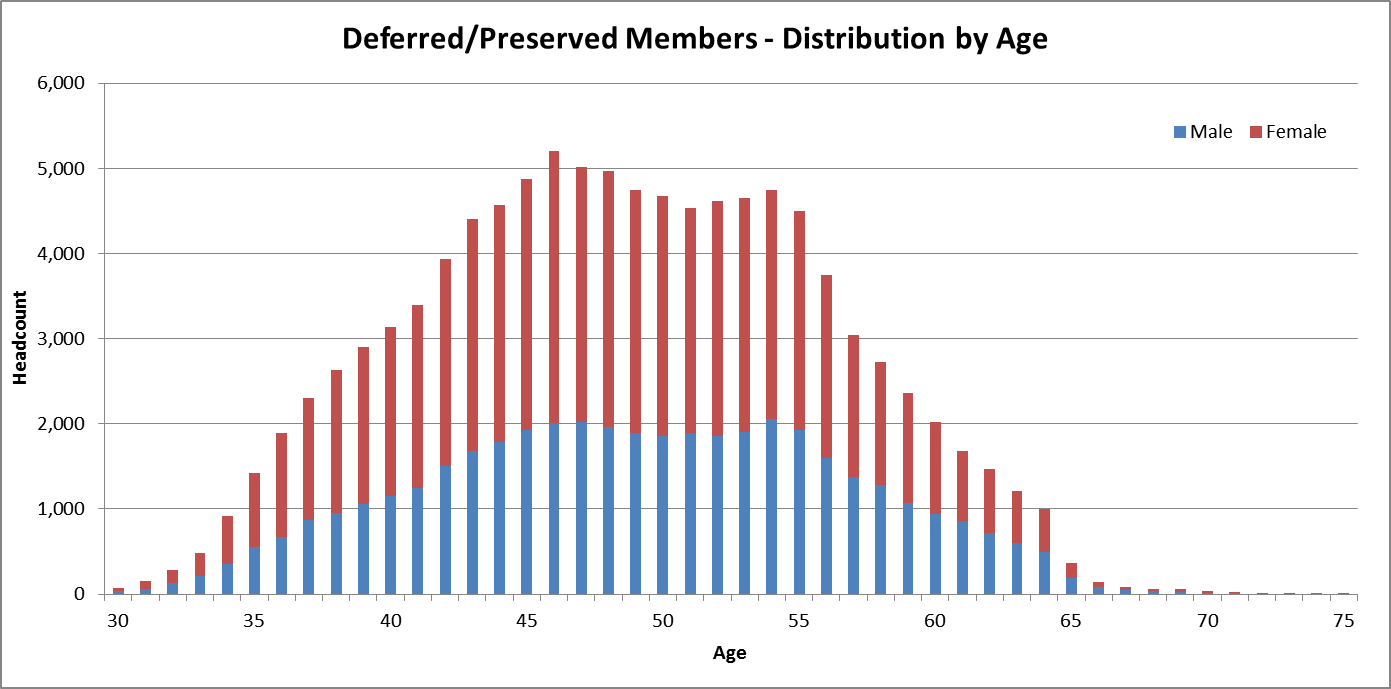 Deferred/Preserved Members - Distribution by Age
6,000
Male Female
5,000
4,000
3,000
Headcount
2,000
1,000
0
30 35 40 45 50 55 60 65 70 75
Age